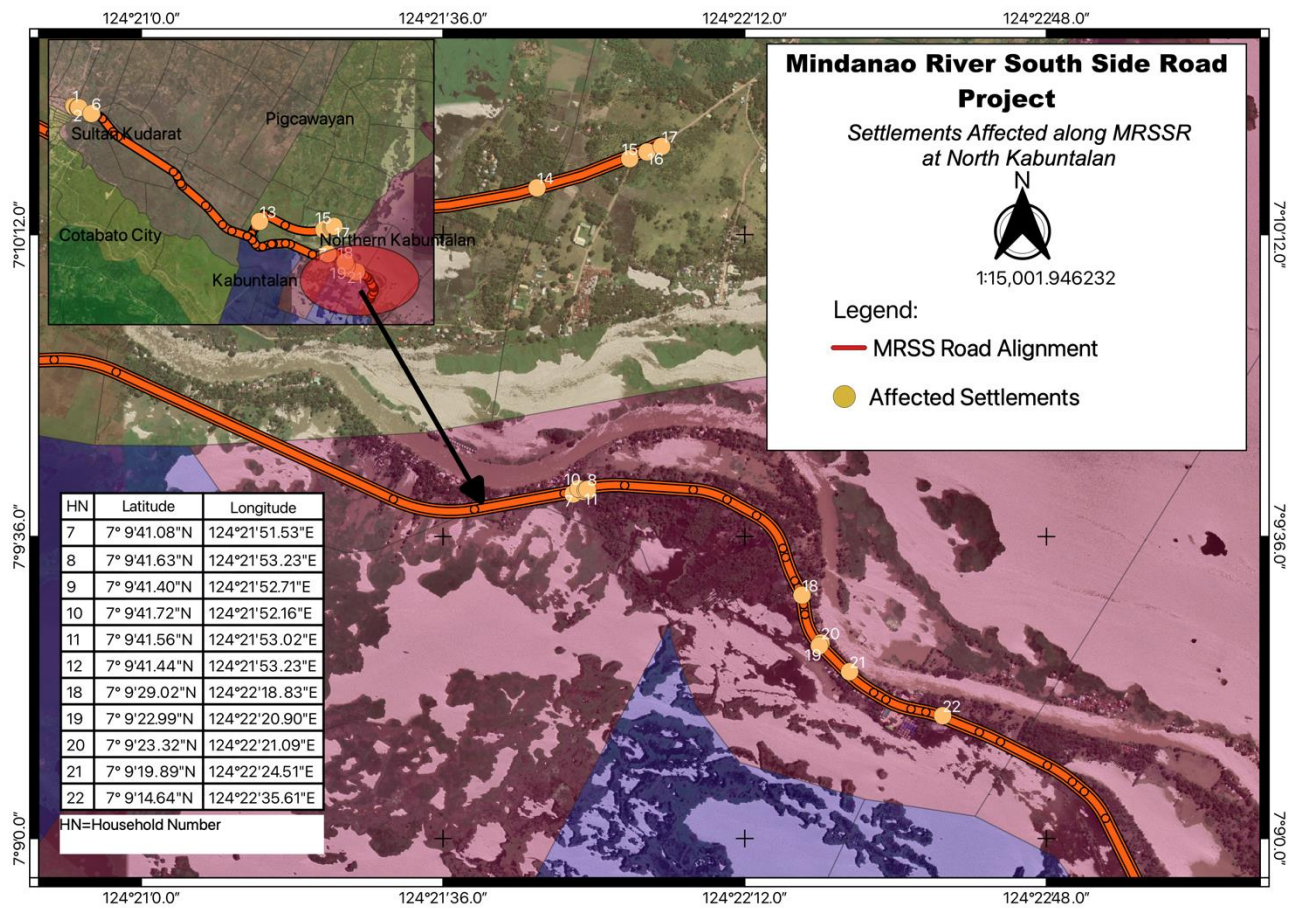 124°21'0.0"
124°21'36.0"
124°22'12.0"
124°22'48.0"
Mindanao River South Side Road
Project
Settlements Affected along MRSSR
at North Kabuntalan
N
1:15,001.946232
Legend:
MRSS Road Alignment
Affected Settlements
1
2
6
Sultan Kudarat
Pigcawayan
13
15
17
Cotabato City
Northern Kabuntalan
18
Kabuntalan
19
21
14
15
16
17
7°10'12.0"
7°10'12.0"
10
8
7
11
18
20
19
21
22
7°9'36.0"
7°9'36.0"
HN Latitude Longitude
7 7° 9'41.08"N 124°21'51.53"E
8 7° 9'41.63"N 124°21'53.23"E
9 7° 9'41.40"N 124°21'52.71"E
10 7° 9'41.72"N 124°21'52.16"E
11 7° 9'41.56"N 124°21'53.02"E
12 7° 9'41.44"N 124°21'53.23"E
18 7° 9'29.02"N 124°22'18.83"E
19 7° 9'22.99"N 124°22'20.90"E
20 7° 9'23.32"N 124°22'21.09"E
21 7° 9'19.89"N 124°22'24.51"E
22 7° 9'14.64"N 124°22'35.61"E
HN=Household Number
7°9'0.0"
7°9'0.0"
124°21'0.0"
124°21'36.0"
124°22'12.0"
124°22'48.0"